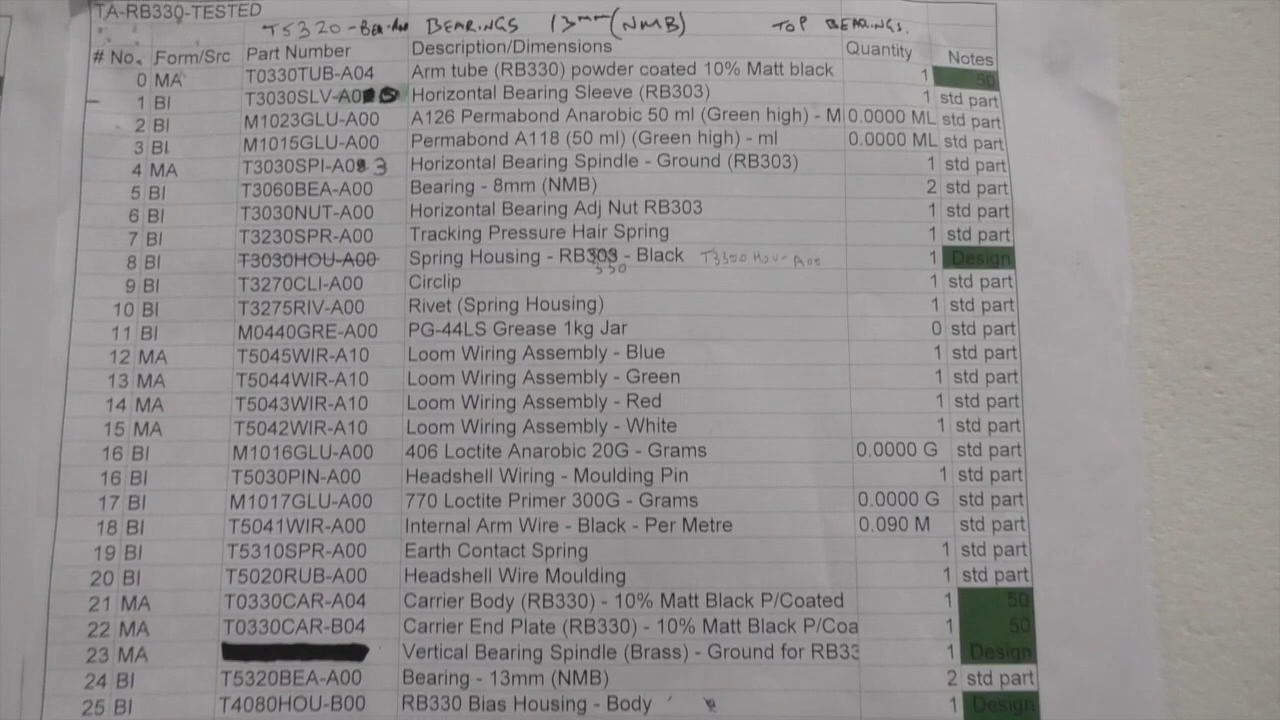 TA-RB330-TESTED
T5320-BEA-A00 BEARINGS 13mm (NMB) TOP BEARINGS.
# No. Form/Src Part Number Description/Dimensions Quantity Notes
0 MA T0330TUB-A04 Arm tube (RB330) powder coated 10% Matt black 1 50
1 BI T3030SLV-A0 Horizontal Bearing Sleeve (RB303) 1 std part
2 BI M1023GLU-A00 A126 Permabond Anarobic 50 ml (Green high) - M 0.0000 ML std part
3 BI M1015GLU-A00 Permabond A118 (50 ml) (Green high) - ml 0.0000 ML std part
4 MA T3030SPI-A0 3 Horizontal Bearing Spindle - Ground (RB303) 1 std part
5 BI T3060BEA-A00 Bearing - 8mm (NMB) 2 std part
6 BI T3030NUT-A00 Horizontal Bearing Adj Nut RB303 1 std part
7 BI T3230SPR-A00 Tracking Pressure Hair Spring 1 std part
8 BI T3030HOU-A00 Spring Housing - RB303 - Black T3300 HOU-A00 1 Design
330
9 BI T3270CLI-A00 Circlip 1 std part
10 BI T3275RIV-A00 Rivet (Spring Housing) 1 std part
11 BI M0440GRE-A00 PG-44LS Grease 1kg Jar 0 std part
12 MA T5045WIR-A10 Loom Wiring Assembly - Blue 1 std part
13 MA T5044WIR-A10 Loom Wiring Assembly - Green 1 std part
14 MA T5043WIR-A10 Loom Wiring Assembly - Red 1 std part
15 MA T5042WIR-A10 Loom Wiring Assembly - White 1 std part
16 BI M1016GLU-A00 406 Loctite Anarobic 20G - Grams 0.0000 G std part
16 BI T5030PIN-A00 Headshell Wiring - Moulding Pin 1 std part
17 BI M1017GLU-A00 770 Loctite Primer 300G - Grams 0.0000 G std part
18 BI T5041WIR-A00 Internal Arm Wire - Black - Per Metre 0.090 M std part
19 BI T5310SPR-A00 Earth Contact Spring 1 std part
20 BI T5020RUB-A00 Headshell Wire Moulding 1 std part
21 MA T0330CAR-A04 Carrier Body (RB330) - 10% Matt Black P/Coated 1 50
22 MA T0330CAR-B04 Carrier End Plate (RB330) - 10% Matt Black P/Coa 1 50
23 MA Vertical Bearing Spindle (Brass) - Ground for RB33 1 Design
24 BI T5320BEA-A00 Bearing - 13mm (NMB) 2 std part
25 BI T4080HOU-B00 RB330 Bias Housing - Body 1 Design